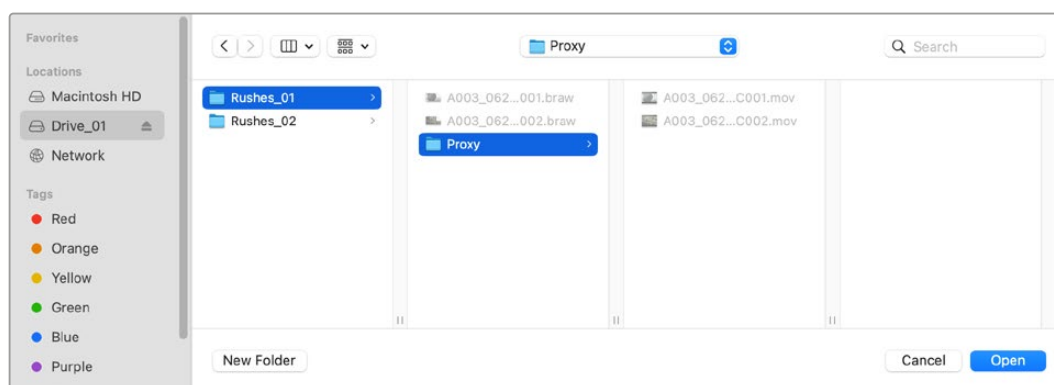 Favorites
Locations
Macintosh HD
Drive_01
Network
Tags
Red
Orange
Yellow
Green
Blue
Purple
Proxy
Search
Rushes_01
Rushes_02
A003_062...001.braw
A003_062...002.braw
Proxy
A003_062...C001.mov
A003_062...C002.mov
New Folder
Cancel
Open